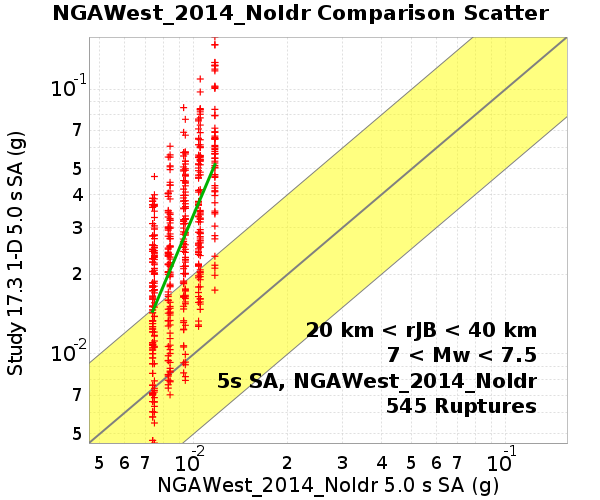 NGAWest_2014_NoIdr Comparison Scatter
Study 17.3 1-D 5.0 s SA (g)
10⁻¹
7
5
4
3
2
10⁻²
7
5
20 km < rJB < 40 km
7 < Mw < 7.5
5s SA, NGAWest_2014_NoIdr
545 Ruptures
5 6 7 10⁻² 2 3 4 5 6 7 10⁻¹
NGAWest_2014_NoIdr 5.0 s SA (g)